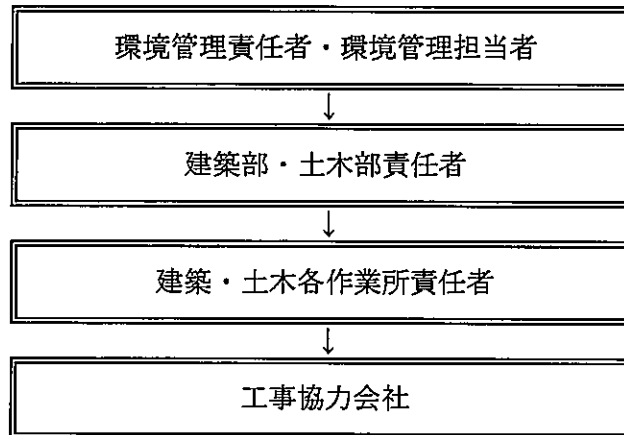 環境管理責任者・環境管理担当者
↓
建築部・土木部責任者
↓
建築・土木各作業所責任者
↓
工事協力会社